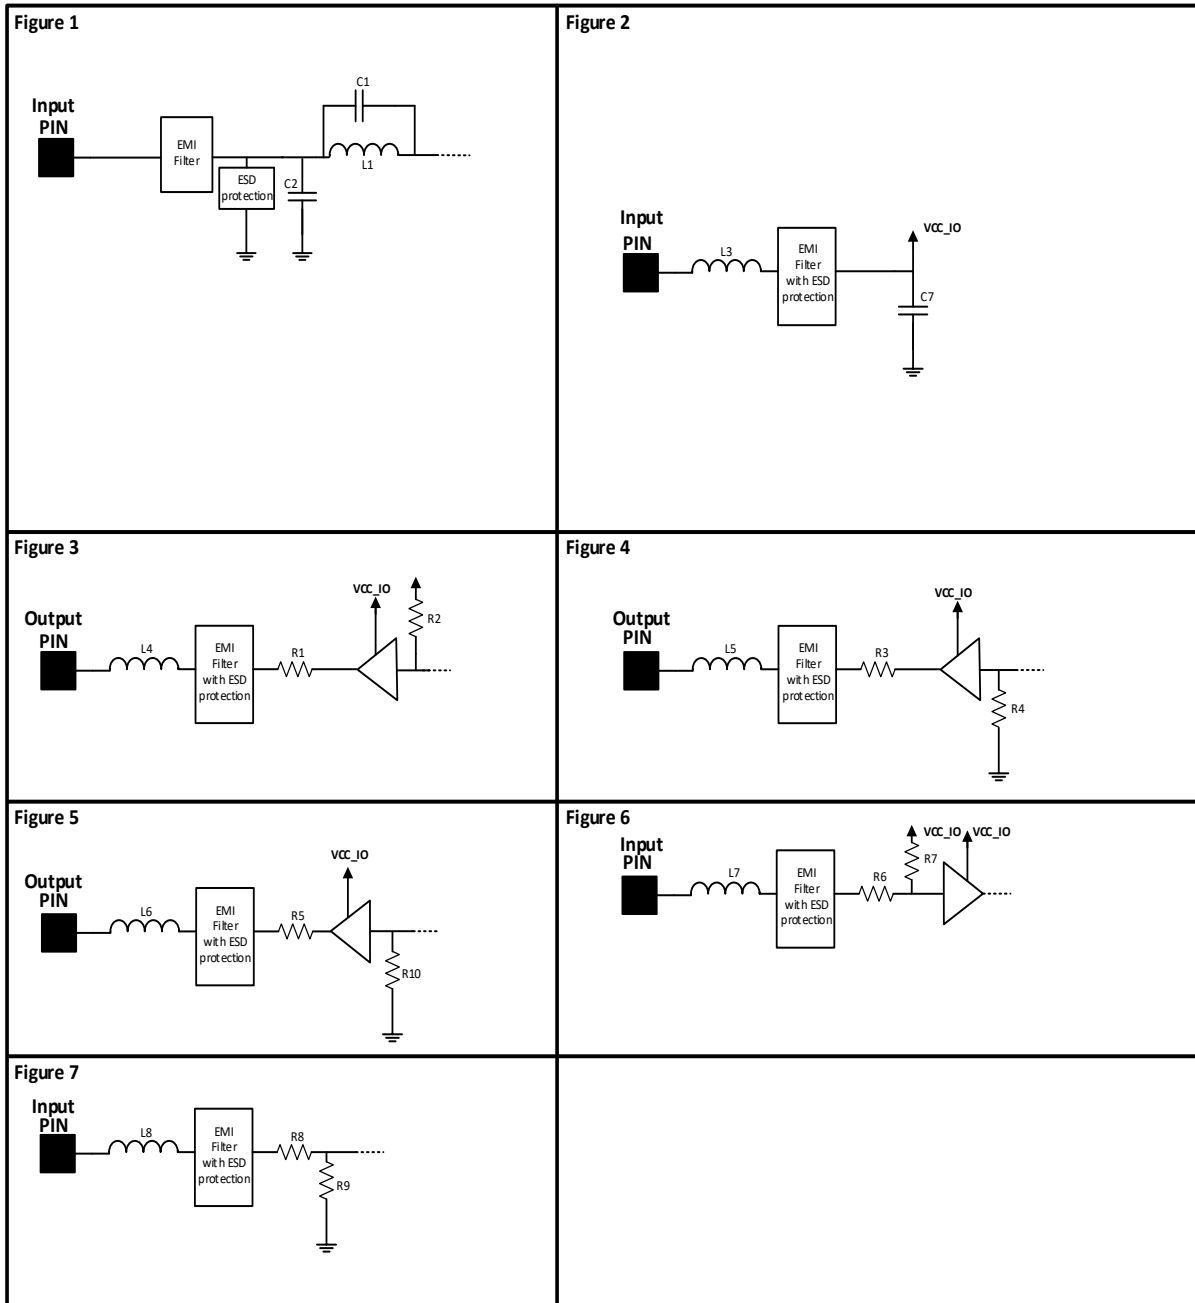 Figure 1
C1
Input
PIN
EMI
Filter
L1
ESD
protection
C2
Figure 2
Input
PIN
VCC_IO
L3
EMI
Filter
with ESD
protection
C7
Figure 3
VCC_IO
R2
Output
PIN
L4
EMI
Filter
with ESD
protection
R1
Figure 4
VCC_IO
Output
PIN
L5
EMI
Filter
with ESD
protection
R3
R4
Figure 5
VCC_IO
Output
PIN
L6
EMI
Filter
with ESD
protection
R5
R10
Figure 6
VCC_IO VCC_IO
Input
PIN
L7
EMI
Filter
with ESD
protection
R6
R7
Figure 7
Input
PIN
L8
EMI
Filter
with ESD
protection
R8
R9